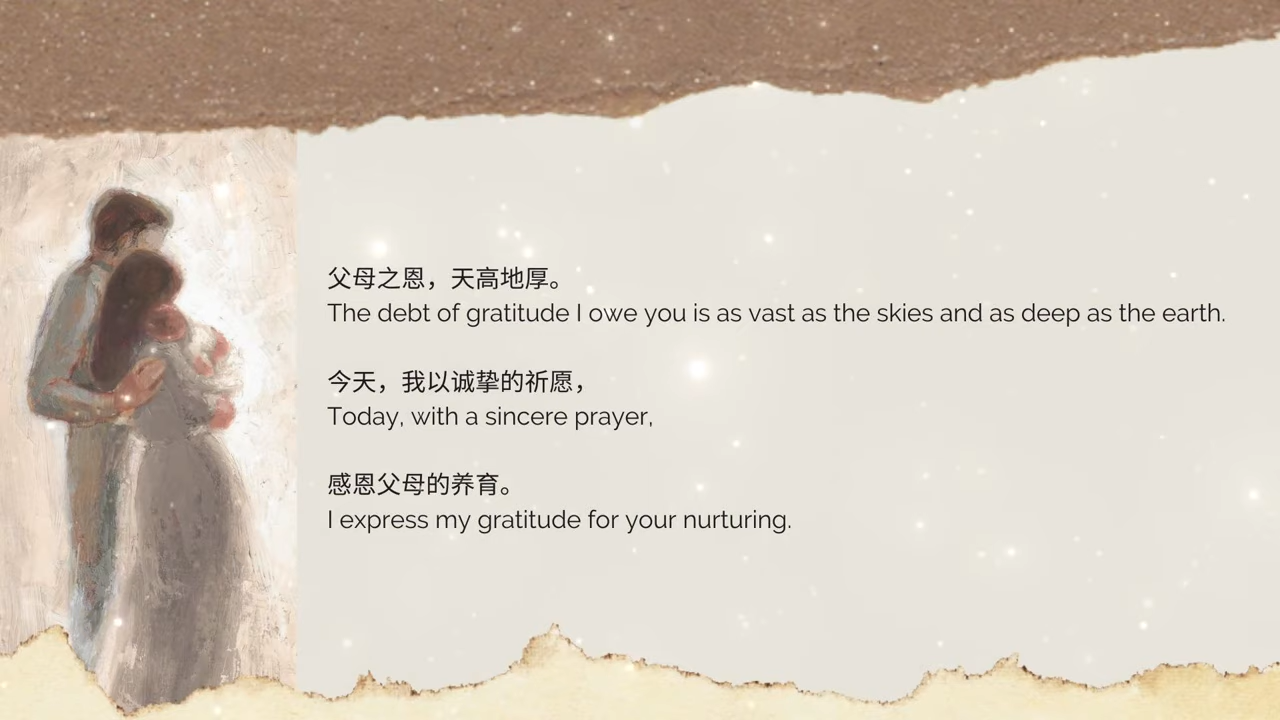 父母之恩，天高地厚。
The debt of gratitude I owe you is as vast as the skies and as deep as the earth.
今天，我以诚挚的祈愿，
Today, with a sincere prayer,
感恩父母的养育。
I express my gratitude for your nurturing.